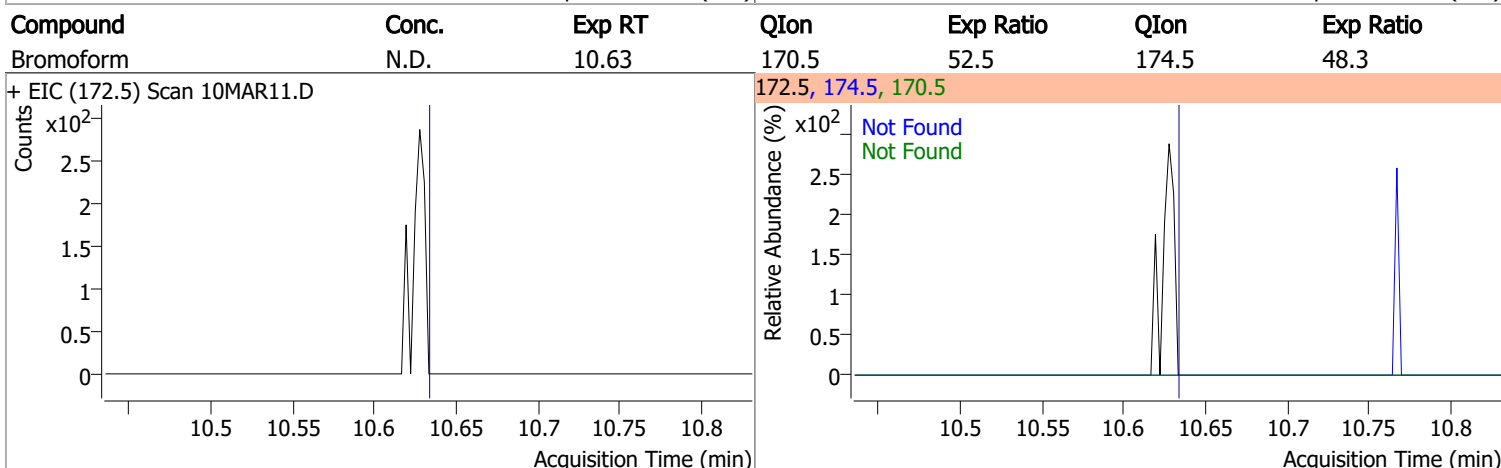 Compound Conc. Exp RT QIon Exp Ratio QIon Exp Ratio
Bromoform N.D. 10.63 170.5 52.5 174.5 48.3
+ EIC (172.5) Scan 10MAR11.D
Counts
x10²
2.5
2
1.5
1
0.5
0
10.5 10.55 10.6 10.65 10.7 10.75 10.8
Acquisition Time (min)
172.5, 174.5, 170.5
Relative Abundance (%)
x10²
Not Found
Not Found
2.5
2
1.5
1
0.5
0
10.5 10.55 10.6 10.65 10.7 10.75 10.8
Acquisition Time (min)